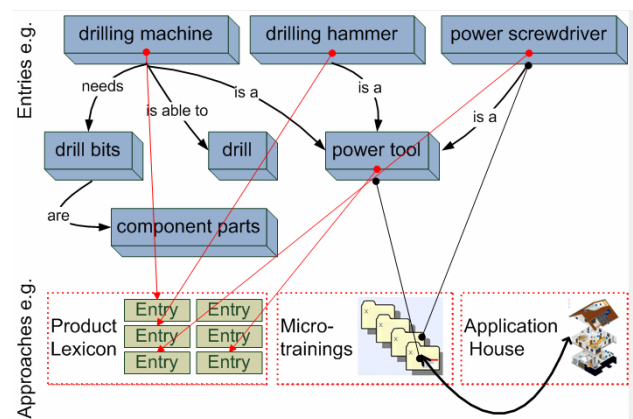 Entries e.g.
drilling machine
drilling hammer
power screwdriver
needs
is able to
is a
is a
is a
drill bits
drill
power tool
are
component parts
Approaches e.g.
Product
Lexicon
Entry
Entry
Entry
Entry
Entry
Entry
Micro-
trainings
x
x
x
x
Application
House